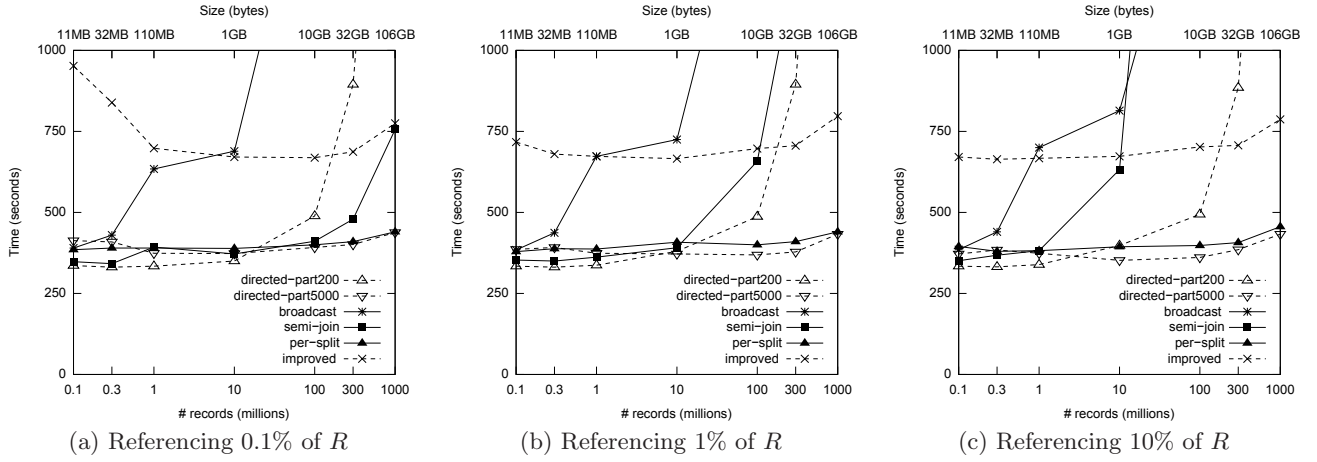 Size (bytes)
11MB 32MB 110MB 1GB 10GB 32GB 106GB
1000
750
500
250
0
Time (seconds)
directed-part200
directed-part5000
broadcast
semi-join
per-split
improved
0.1 0.3 1 10 100 300 1000
# records (millions)
(a) Referencing 0.1% of R
Size (bytes)
11MB 32MB 110MB 1GB 10GB 32GB 106GB
1000
750
500
250
0
Time (seconds)
directed-part200
directed-part5000
broadcast
semi-join
per-split
improved
0.1 0.3 1 10 100 300 1000
# records (millions)
(b) Referencing 1% of R
Size (bytes)
11MB 32MB 110MB 1GB 10GB 32GB 106GB
1000
750
500
250
0
Time (seconds)
directed-part200
directed-part5000
broadcast
semi-join
per-split
improved
0.1 0.3 1 10 100 300 1000
# records (millions)
(c) Referencing 10% of R